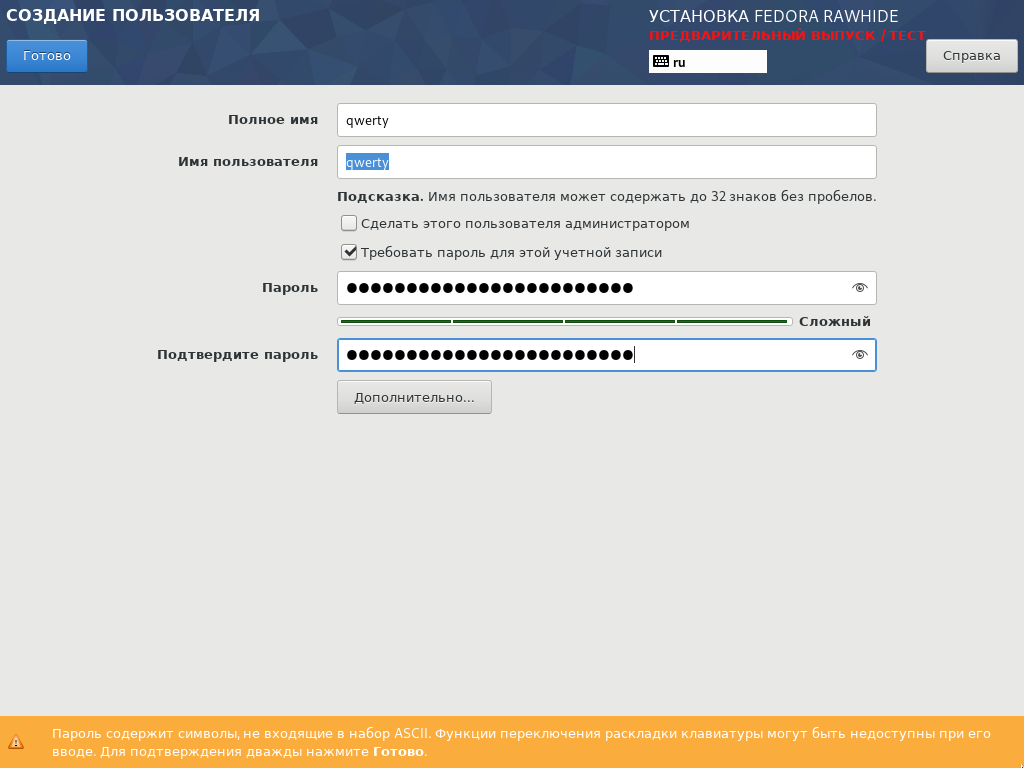 СОЗДАНИЕ ПОЛЬЗОВАТЕЛЯ
УСТАНОВКА FEDORA RAWHIDE
ПРЕДВАРИТЕЛЬНЫЙ ВЫПУСК / ТЕСТ
Готово
ru
Справка
Полное имя
qwerty
Имя пользователя
qwerty
Подсказка. Имя пользователя может содержать до 32 знаков без пробелов.
Сделать этого пользователя администратором
Требовать пароль для этой учетной записи
Пароль
●●●●●●●●●●●●●●●●●●●●●●●●
Сложный
Подтвердите пароль
●●●●●●●●●●●●●●●●●●●●●●●●
Дополнительно...
Пароль содержит символы, не входящие в набор ASCII. Функции переключения раскладки клавиатуры могут быть недоступны при его
вводе. Для подтверждения дважды нажмите Готово.